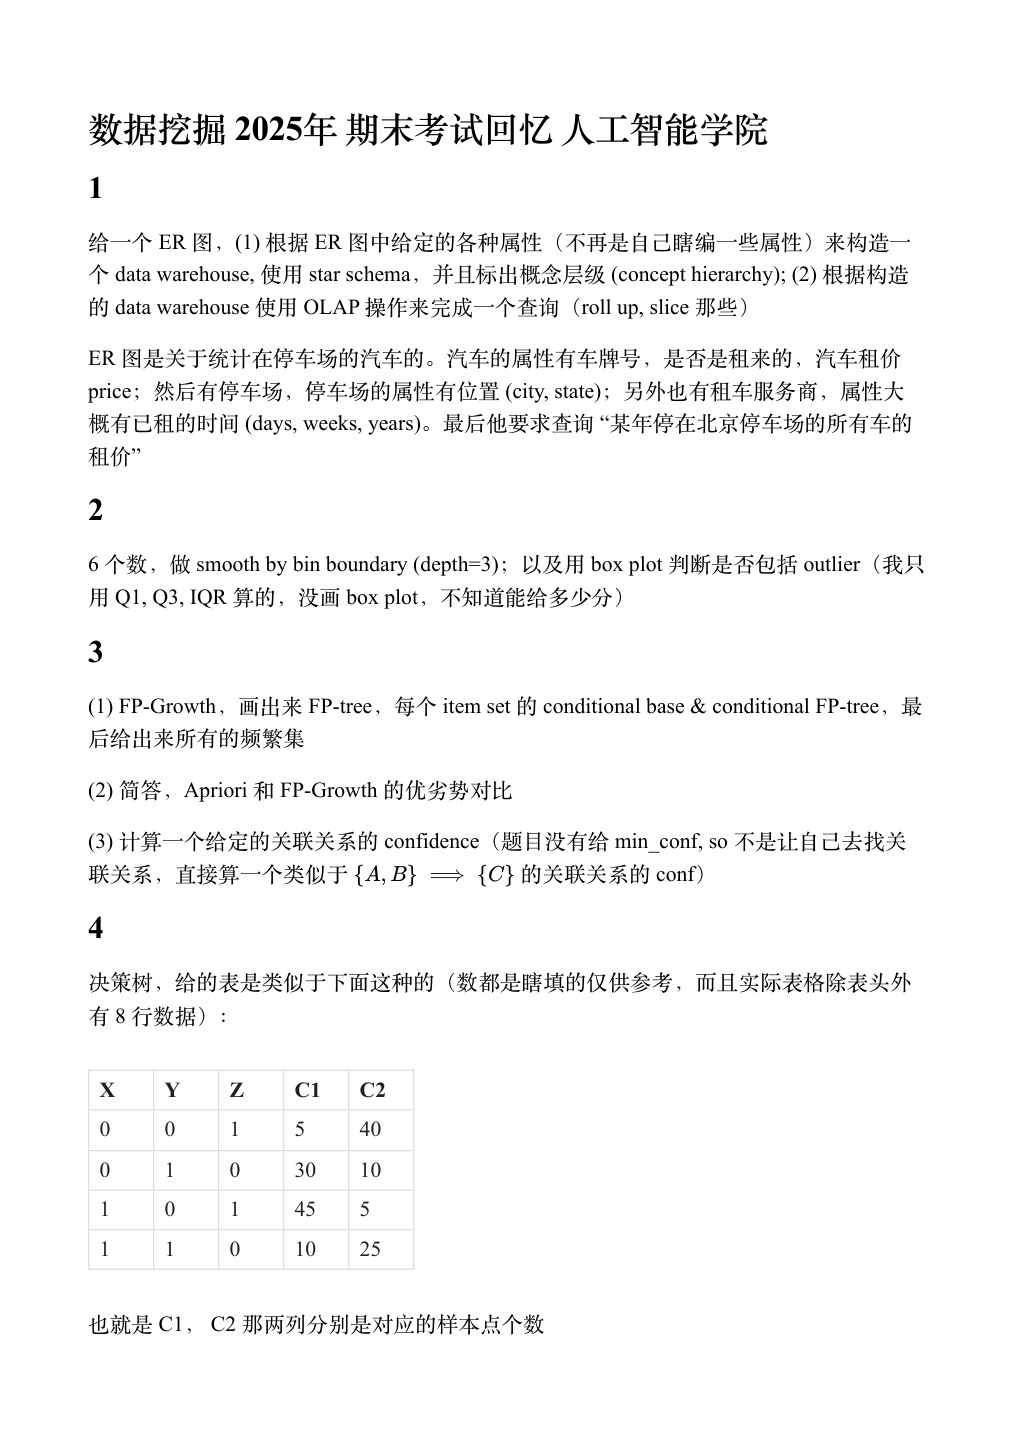 数据挖掘 2025年 期末考试回忆 人工智能学院
1
给一个 ER 图，(1) 根据 ER 图中给定的各种属性（不再是自己瞎编一些属性）来构造一
个 data warehouse, 使用 star schema，并且标出概念层级 (concept hierarchy); (2) 根据构造
的 data warehouse 使用 OLAP 操作来完成一个查询（roll up, slice 那些）
ER 图是关于统计在停车场的汽车的。汽车的属性有车牌号，是否是租来的，汽车租价
price；然后有停车场，停车场的属性有位置 (city, state)；另外也有租车服务商，属性大
概有已租的时间 (days, weeks, years)。最后他要求查询 “某年停在北京停车场的所有车的
租价”
2
6 个数，做 smooth by bin boundary (depth=3)；以及用 box plot 判断是否包括 outlier（我只
用 Q1, Q3, IQR 算的，没画 box plot，不知道能给多少分）
3
(1) FP-Growth，画出来 FP-tree，每个 item set 的 conditional base & conditional FP-tree，最
后给出来所有的频繁集
(2) 简答，Apriori 和 FP-Growth 的优劣势对比
(3) 计算一个给定的关联关系的 confidence（题目没有给 min_conf, so 不是让自己去找关
联关系，直接算一个类似于 {A, B} ⟹ {C} 的关联关系的 conf）
4
决策树，给的表是类似于下面这种的（数都是瞎填的仅供参考，而且实际表格除表头外
有 8 行数据）：
X Y Z C1 C2
0 0 1 5 40
0 1 0 30 10
1 0 1 45 5
1 1 0 10 25
也就是 C1， C2 那两列分别是对应的样本点个数